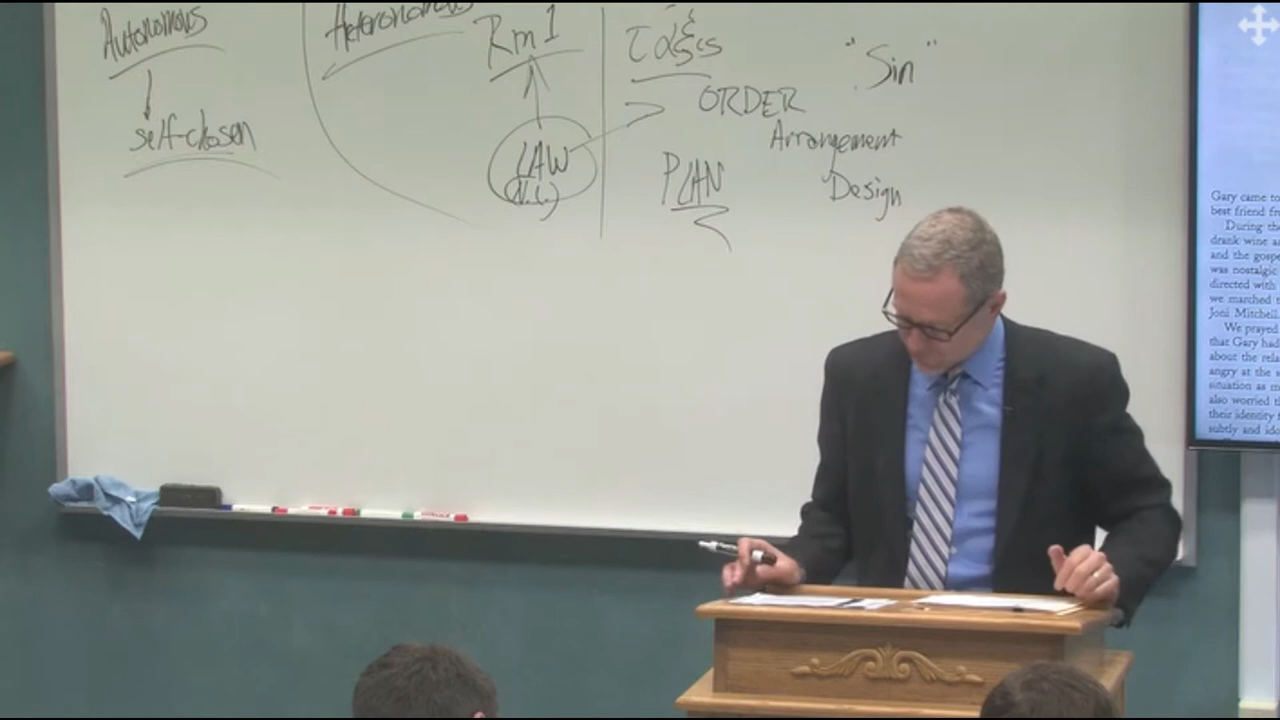 Autonomous
self-chosen
Heteronomous
Rm 1
LAW
(N.L.)
τάξις
ORDER
Arrangement
Design
PLAN
"Sin"
Gary came to
best friend fr
During the
drank wine a
and the gospe
was nostalgic
directed with
we marched t
Joni Mitchell.
We prayed
that Gary had
about the rela
angry at the s
situation as m
also worried th
their identity
subtly and ido